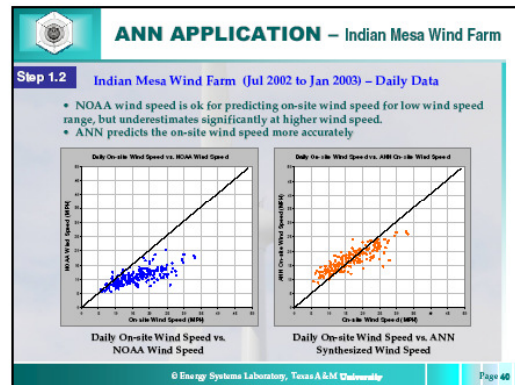 ANN APPLICATION – Indian Mesa Wind Farm
Step 1.2
Indian Mesa Wind Farm (Jul 2002 to Jan 2003) – Daily Data
• NOAA wind speed is ok for predicting on-site wind speed for low wind speed
range, but underestimates significantly at higher wind speed.
• ANN predicts the on-site wind speed more accurately
Daily On-site Wind Speed vs. NOAA Wind Speed
NOAA Wind Speed (MPH)
On-site Wind Speed (MPH)
Daily On-site Wind Speed vs. ANN On-site Wind Speed
ANN On-site Wind Speed (MPH)
On-site Wind Speed (MPH)
Daily On-site Wind Speed vs.
NOAA Wind Speed
Daily On-site Wind Speed vs. ANN
Synthesized Wind Speed
© Energy Systems Laboratory, Texas A&M University
Page 40